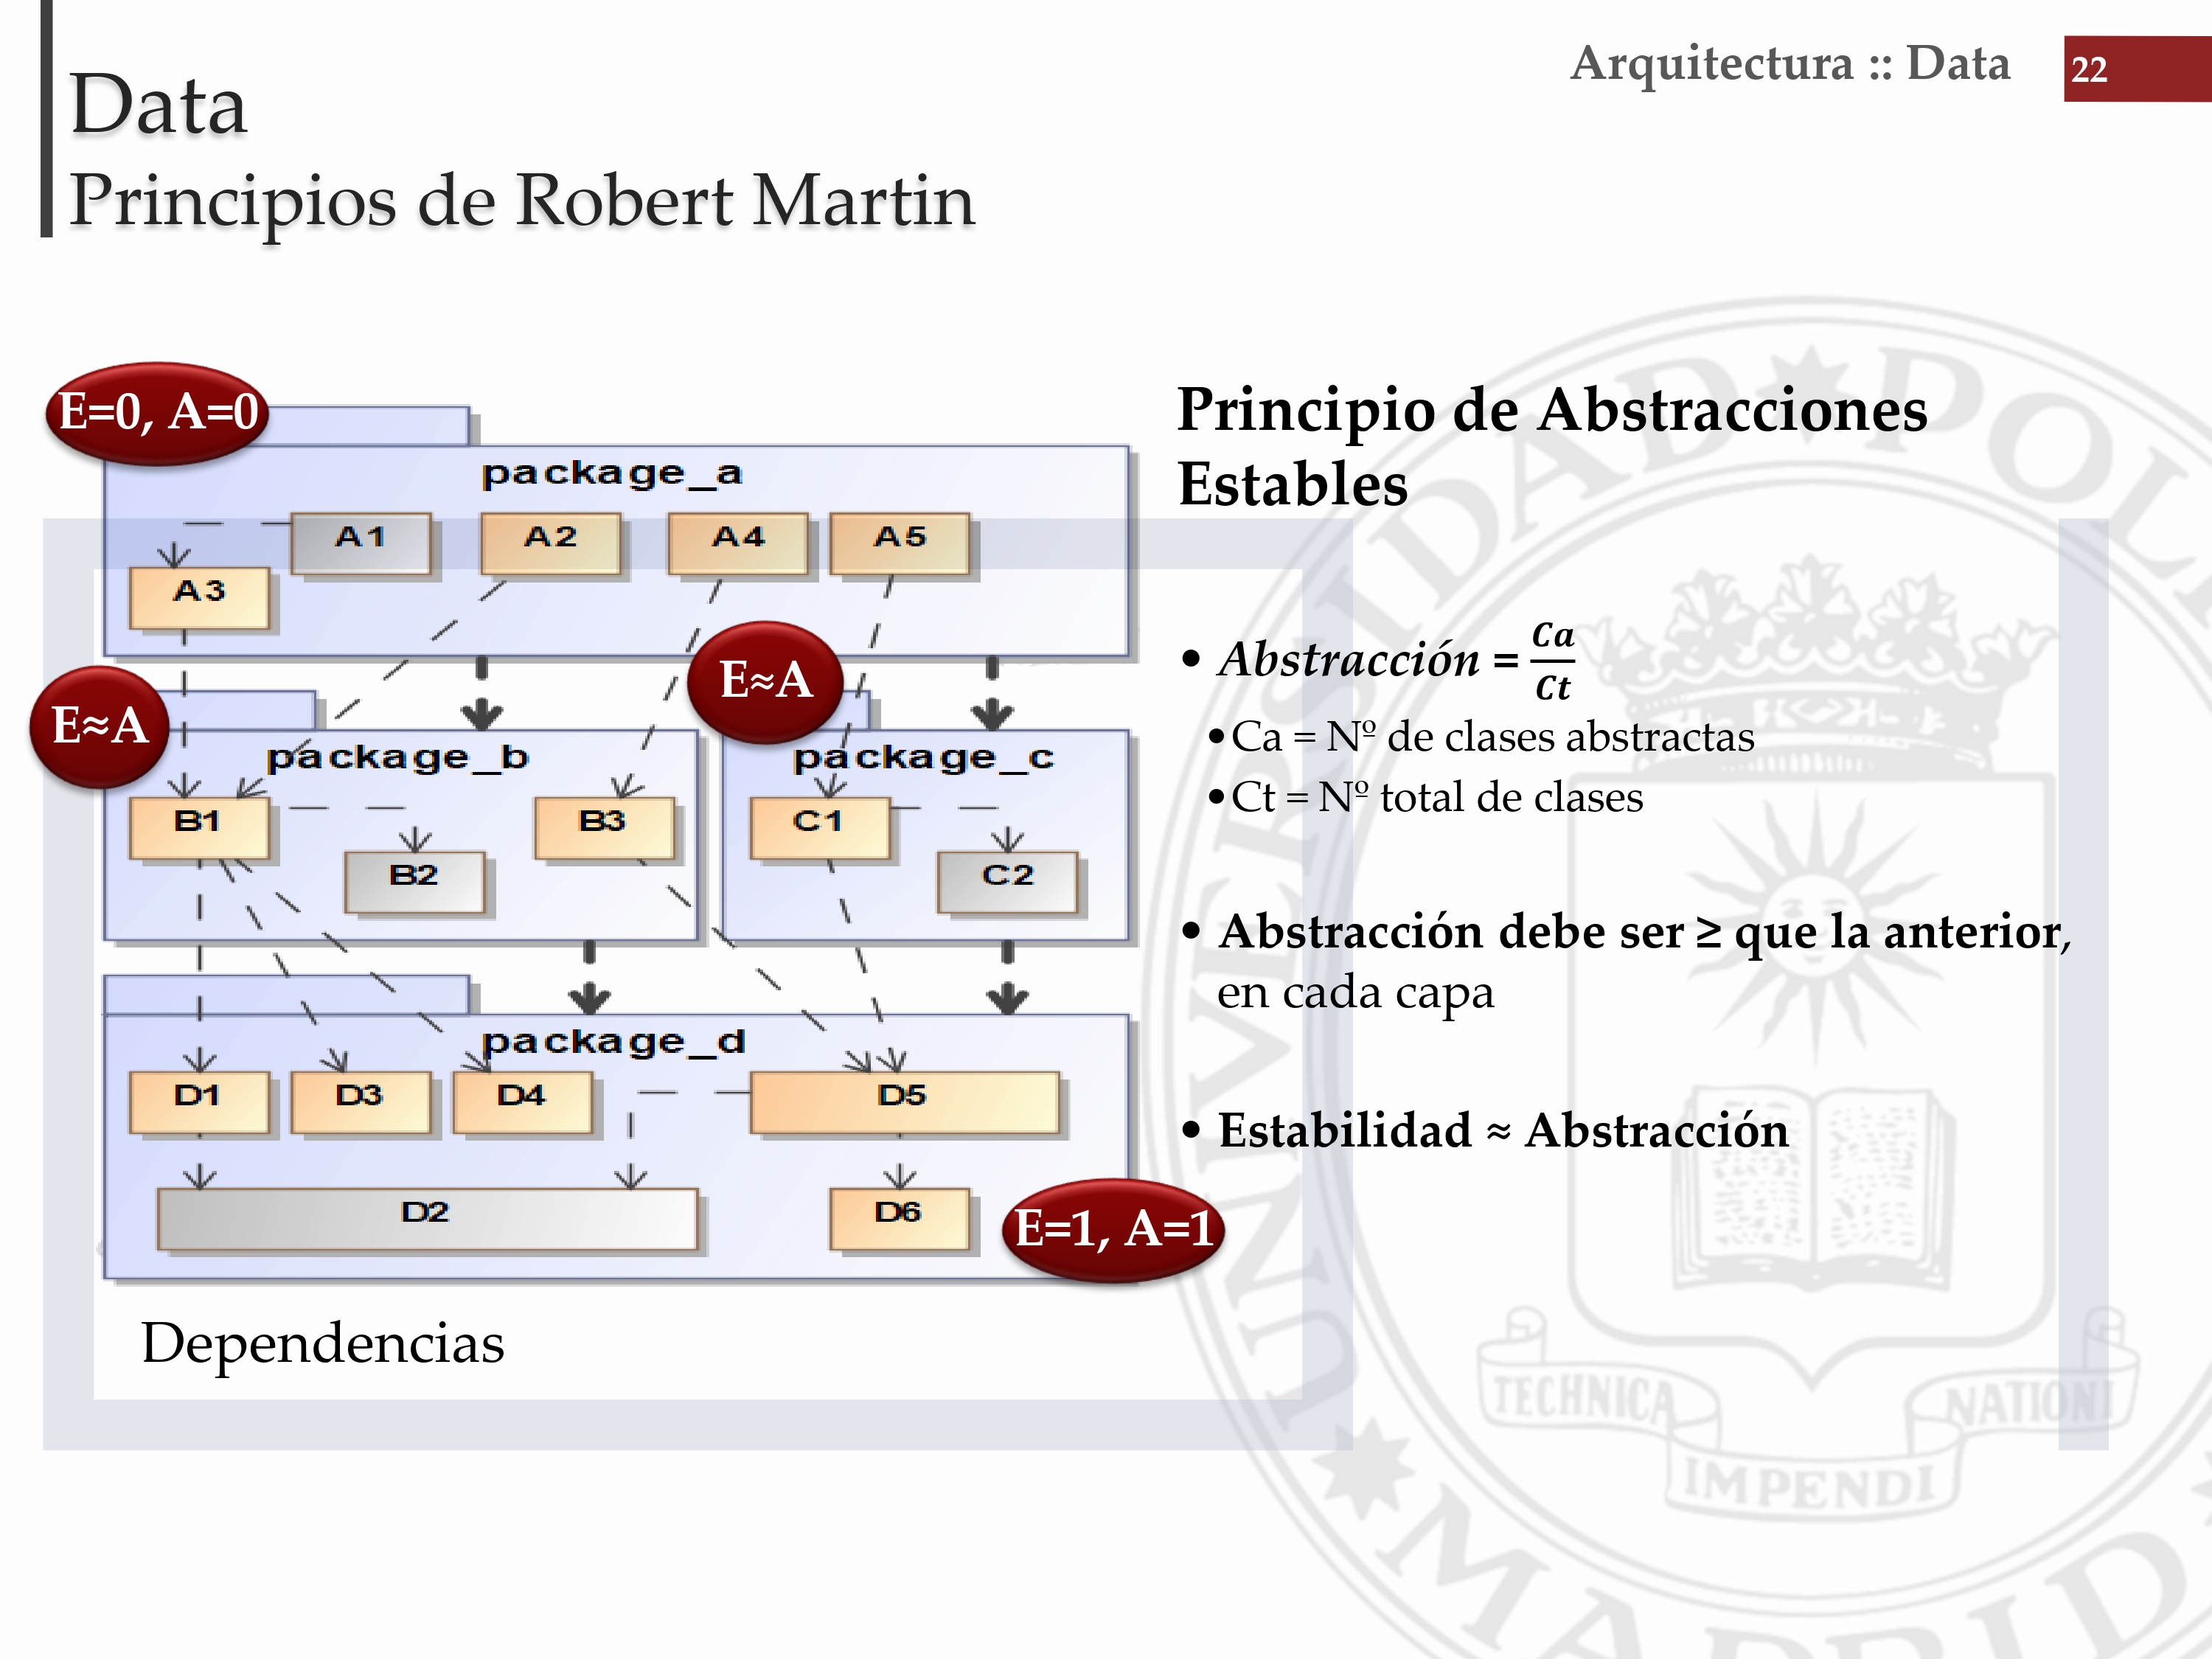 Arquitectura :: Data
22
Data
Principios de Robert Martin
E=0, A=0
package_a
A1
A2
A4
A5
A3
E≈A
E≈A
package_b
package_c
B1
B3
C1
B2
C2
package_d
D1
D3
D4
D5
D2
D6
E=1, A=1
Dependencias
Principio de Abstracciones
Estables
• Abstracción = Ca/Ct
•Ca = Nº de clases abstractas
•Ct = Nº total de clases
• Abstracción debe ser ≥ que la anterior,
en cada capa
• Estabilidad ≈ Abstracción
UNIVERSIDAD POLI
MADRID
TECHNICA
IMPENDI
NATIONI